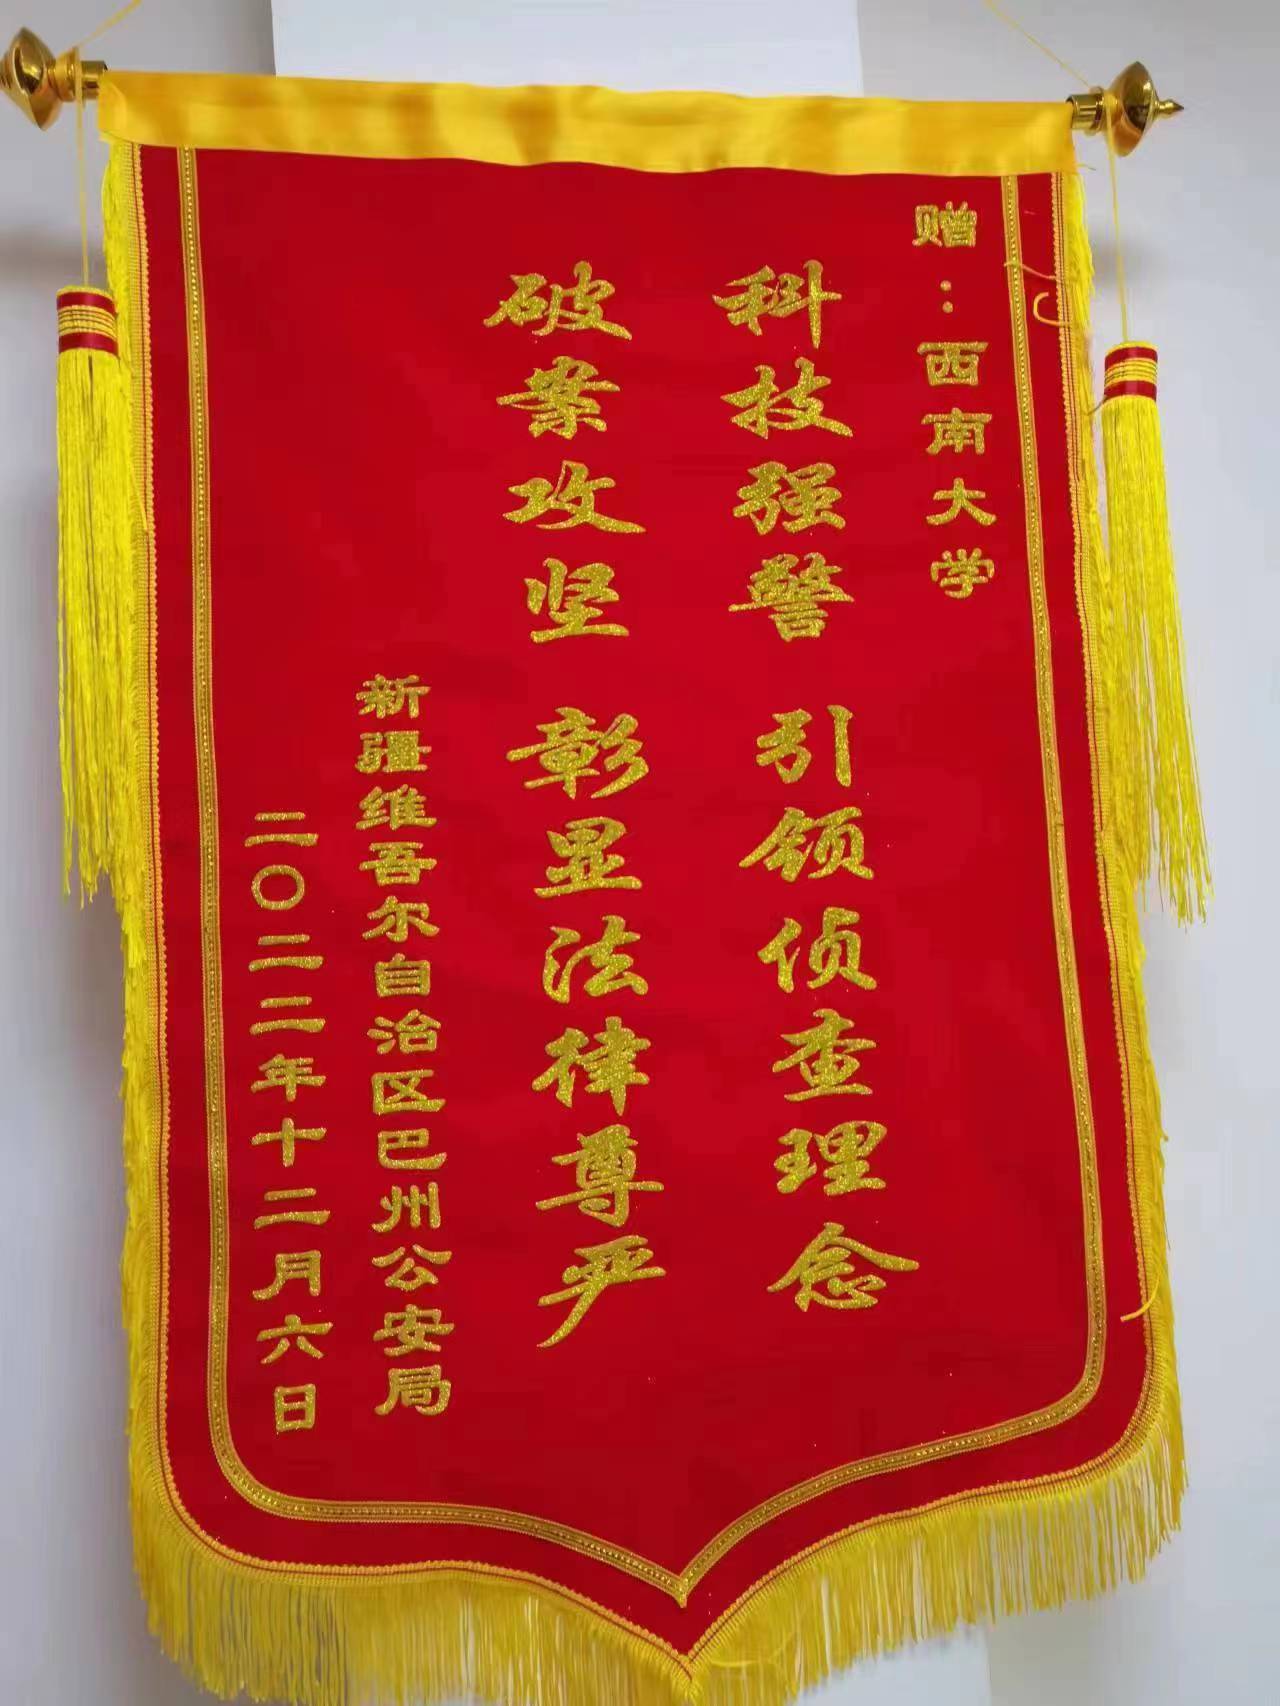 赠：西南大学
科技强警 引领侦查理念
破案攻坚 彰显法律尊严
新疆维吾尔自治区巴州公安局
二〇二二年十二月六日